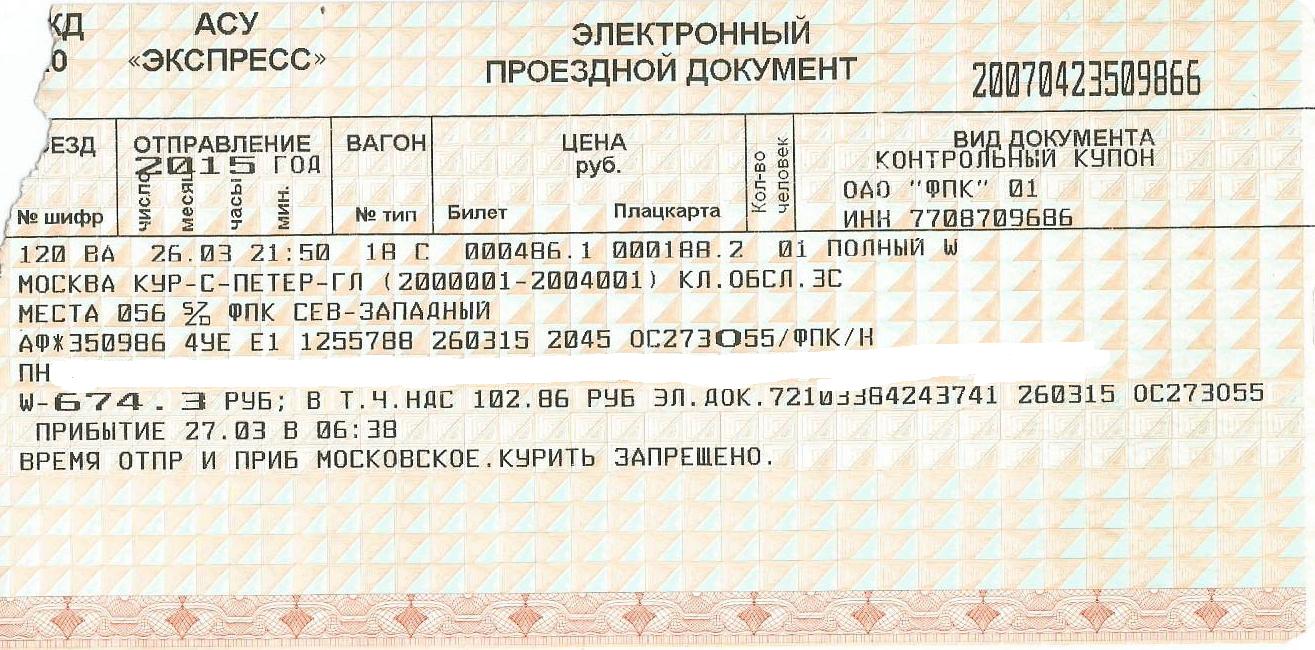 АСУ
«ЭКСПРЕСС»
ЭЛЕКТРОННЫЙ
ПРОЕЗДНОЙ ДОКУМЕНТ
20070423509866
ОТПРАВЛЕНИЕ
2015 ГОД
число
месяц
часы
мин.
ВАГОН
ЦЕНА
руб.
Кол-во
человек
ВИД ДОКУМЕНТА
КОНТРОЛЬНЫЙ КУПОН
ОАО "ФПК" 01
ИНН 7708709686
№ шифр
№ тип
Билет
Плацкарта
120 ВА 26.03 21:50 18 С 000486.1 000188.2 01 ПОЛНЫЙ W
МОСКВА КУР-С-ПЕТЕР-ГЛ (2000001-2004001) КЛ.ОБСЛ.3С
МЕСТА 056 ФПК СЕВ-ЗАПАДНЫЙ
АФ*350986 4УЕ Е1 1255788 260315 2045 ОС273055/ФПК/Н
ПН
W-674.3 РУБ; В Т.Ч.НДС 102.86 РУБ ЭЛ.ДОК.72103384243741 260315 ОС273055
ПРИБЫТИЕ 27.03 В 06:38
ВРЕМЯ ОТПР И ПРИБ МОСКОВСКОЕ.КУРИТЬ ЗАПРЕЩЕНО.